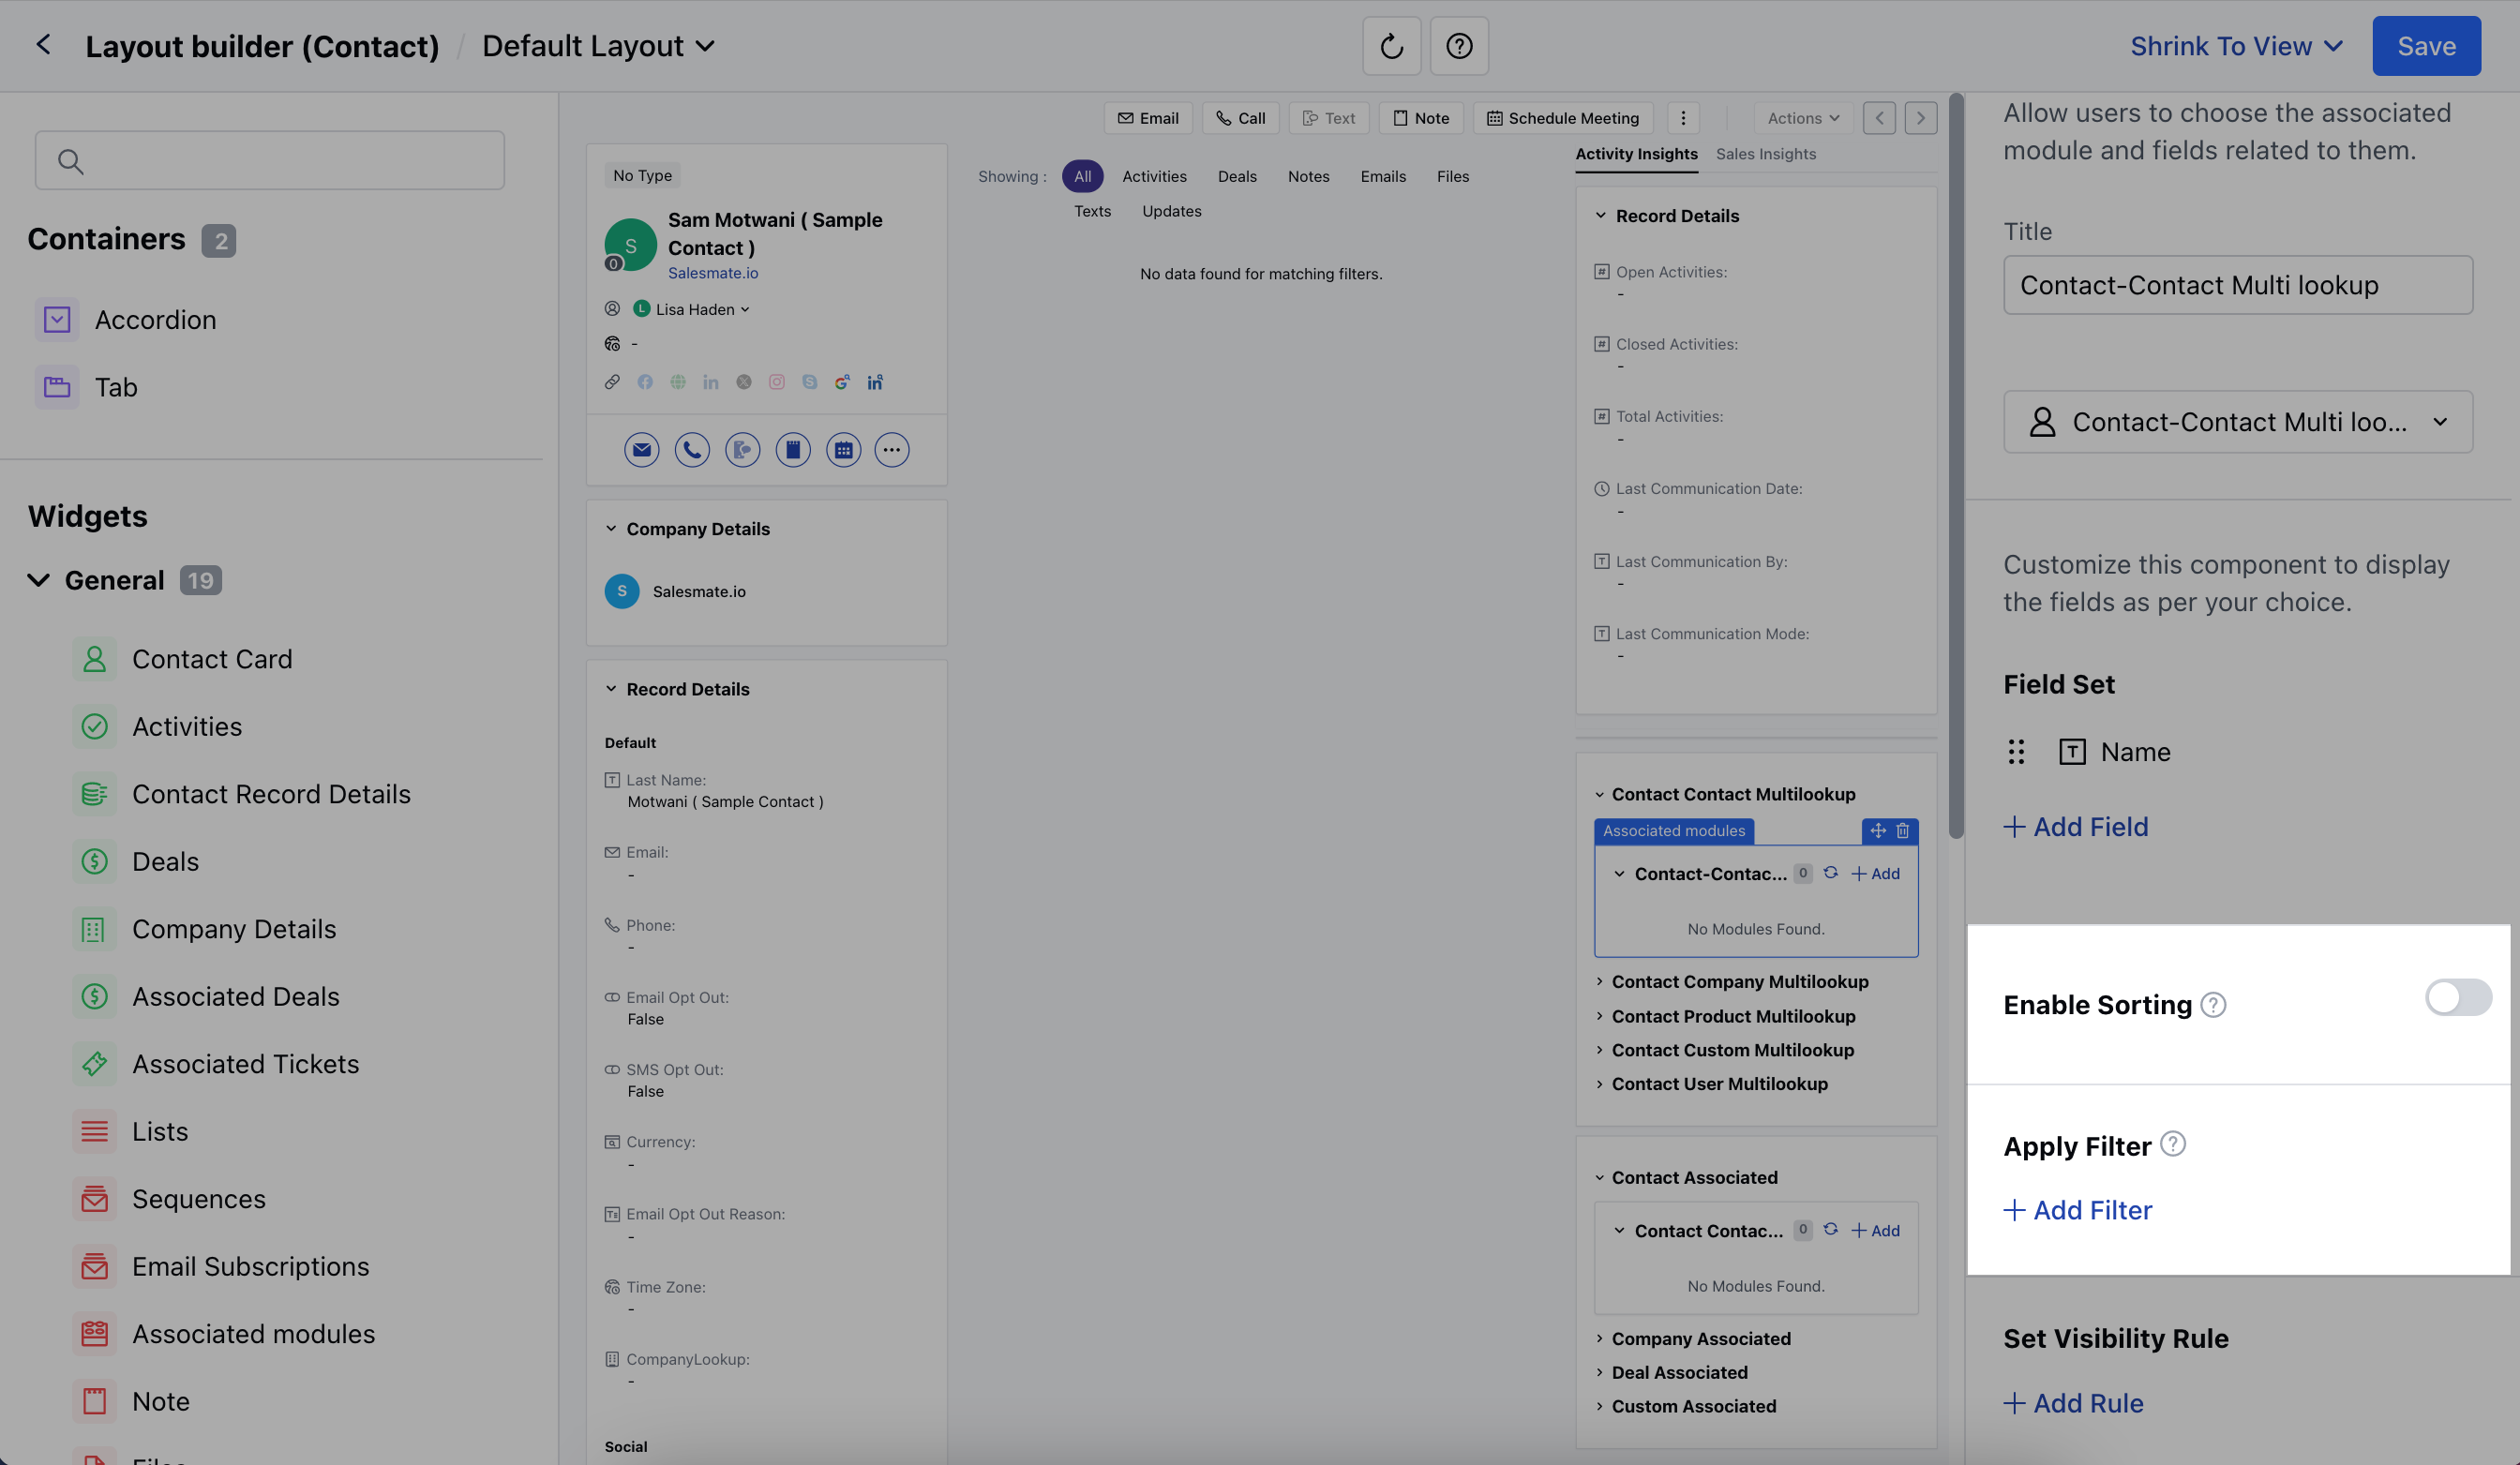 Layout builder (Contact) / Default Layout
Shrink To View
Save
Containers 2
Accordion
Tab
Widgets
General 19
Contact Card
Activities
Contact Record Details
Deals
Company Details
Associated Deals
Associated Tickets
Lists
Sequences
Email Subscriptions
Associated modules
Note
Email
Call
Text
Note
Schedule Meeting
Actions
No Type
S
0
Sam Motwani ( Sample
Contact )
Salesmate.io
L Lisa Haden
-
Company Details
S Salesmate.io
Record Details
Default
Last Name:
Motwani ( Sample Contact )
Email:
-
Phone:
-
Email Opt Out:
False
SMS Opt Out:
False
Currency:
-
Email Opt Out Reason:
-
Time Zone:
-
CompanyLookup:
-
Social
Showing : All Activities Deals Notes Emails Files
Texts Updates
No data found for matching filters.
Activity Insights Sales Insights
Record Details
Open Activities:
-
Closed Activities:
-
Total Activities:
-
Last Communication Date:
-
Last Communication By:
-
Last Communication Mode:
-
Contact Contact Multilookup
Associated modules
Contact-Contac... 0 + Add
No Modules Found.
Contact Company Multilookup
Contact Product Multilookup
Contact Custom Multilookup
Contact User Multilookup
Contact Associated
Contact Contac... 0 + Add
No Modules Found.
Company Associated
Deal Associated
Custom Associated
Allow users to choose the associated
module and fields related to them.
Title
Contact-Contact Multi lookup
Contact-Contact Multi loo...
Customize this component to display
the fields as per your choice.
Field Set
T Name
+ Add Field
Enable Sorting ?
Apply Filter ?
+ Add Filter
Set Visibility Rule
+ Add Rule